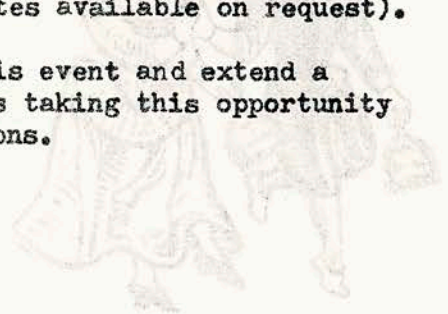 tes available on request).
is event and extend a
s taking this opportunity
ons.